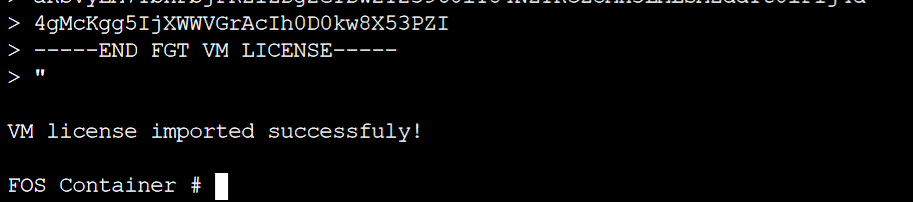 > 4gMcKgg5IjXWWVGrAcIh0D0kw8X53PZI
> -----END FGT VM LICENSE-----
> "
VM license imported successfuly!
FOS Container #